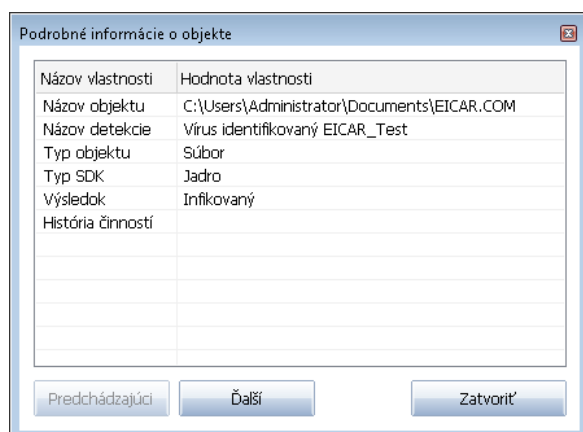 Podrobné informácie o objekte
Názov vlastnosti Hodnota vlastnosti
Názov objektu C:\Users\Administrator\Documents\EICAR.COM
Názov detekcie Vírus identifikovaný EICAR_Test
Typ objektu Súbor
Typ SDK Jadro
Výsledok Infikovaný
História činností
Predchádzajúci Ďalší Zatvoriť